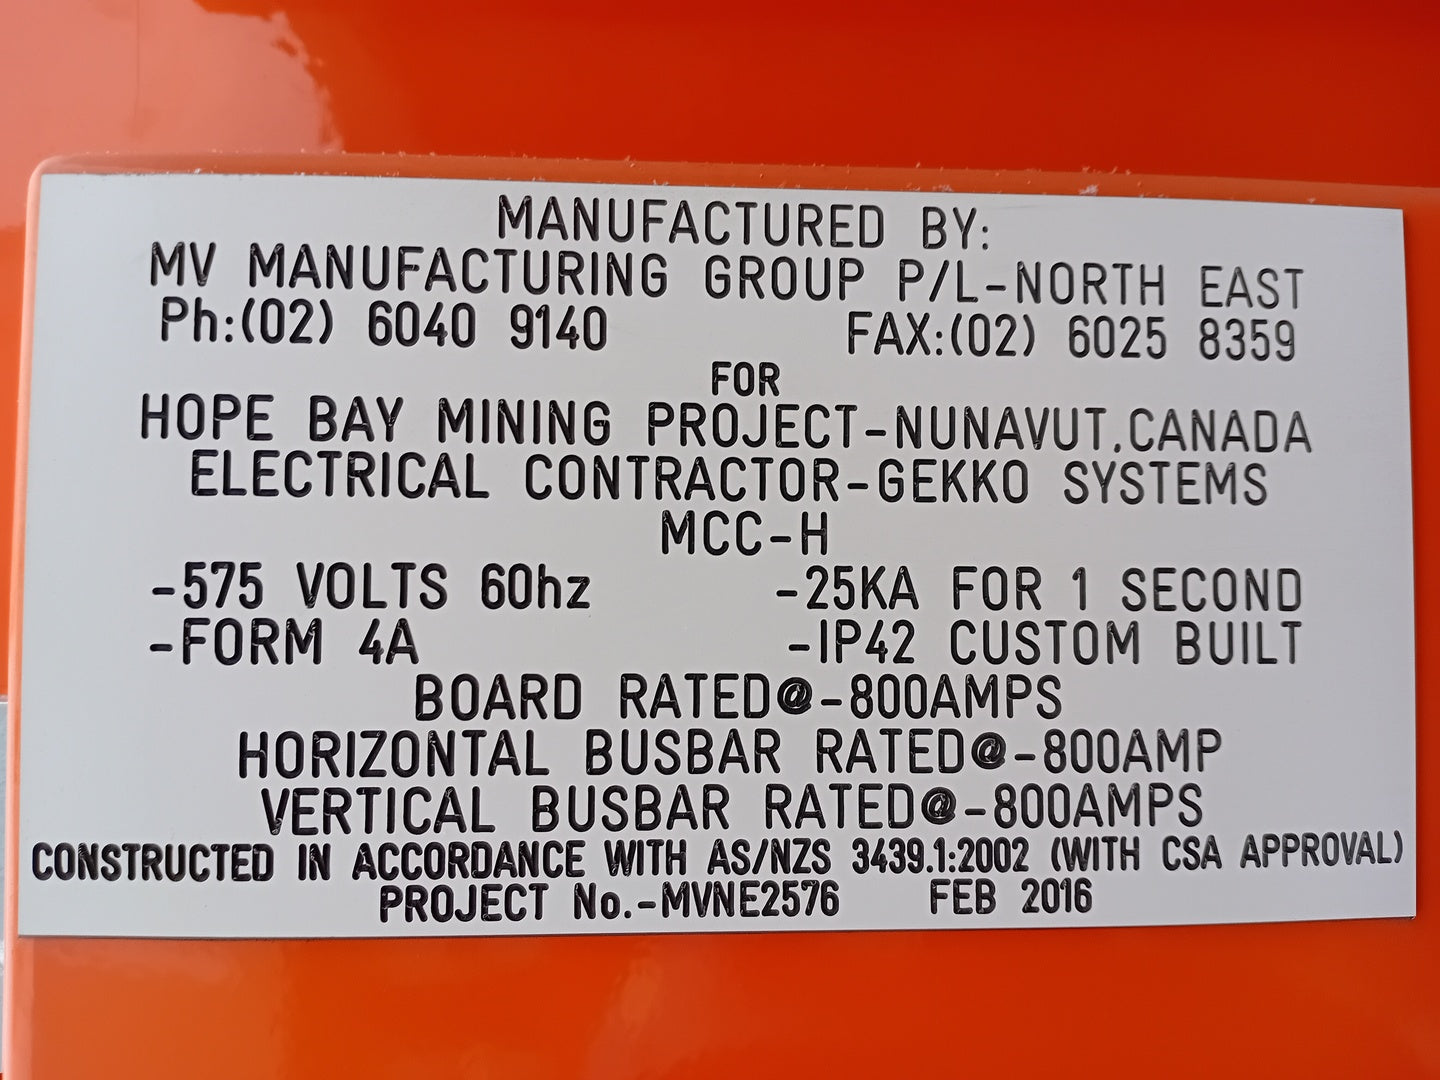 MANUFACTURED BY:
MV MANUFACTURING GROUP P/L-NORTH EAST
Ph:(02) 6040 9140 FAX:(02) 6025 8359
FOR
HOPE BAY MINING PROJECT-NUNAVUT,CANADA
ELECTRICAL CONTRACTOR-GEKKO SYSTEMS
MCC-H
-575 VOLTS 60hz -25KA FOR 1 SECOND
-FORM 4A -IP42 CUSTOM BUILT
BOARD RATED@-800AMPS
HORIZONTAL BUSBAR RATED@-800AMP
VERTICAL BUSBAR RATED@-800AMPS
CONSTRUCTED IN ACCORDANCE WITH AS/NZS 3439.1:2002 (WITH CSA APPROVAL)
PROJECT No.-MVNE2576 FEB 2016